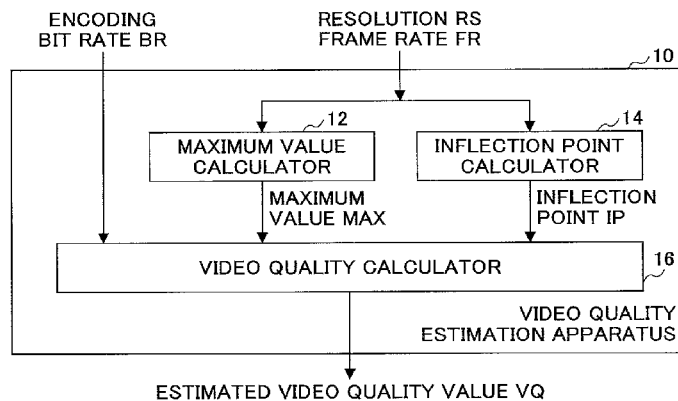 ENCODING
BIT RATE BR
RESOLUTION RS
FRAME RATE FR
10
12
14
MAXIMUM VALUE
CALCULATOR
INFLECTION POINT
CALCULATOR
MAXIMUM
VALUE MAX
INFLECTION
POINT IP
VIDEO QUALITY CALCULATOR
16
VIDEO QUALITY
ESTIMATION APPARATUS
ESTIMATED VIDEO QUALITY VALUE VQ